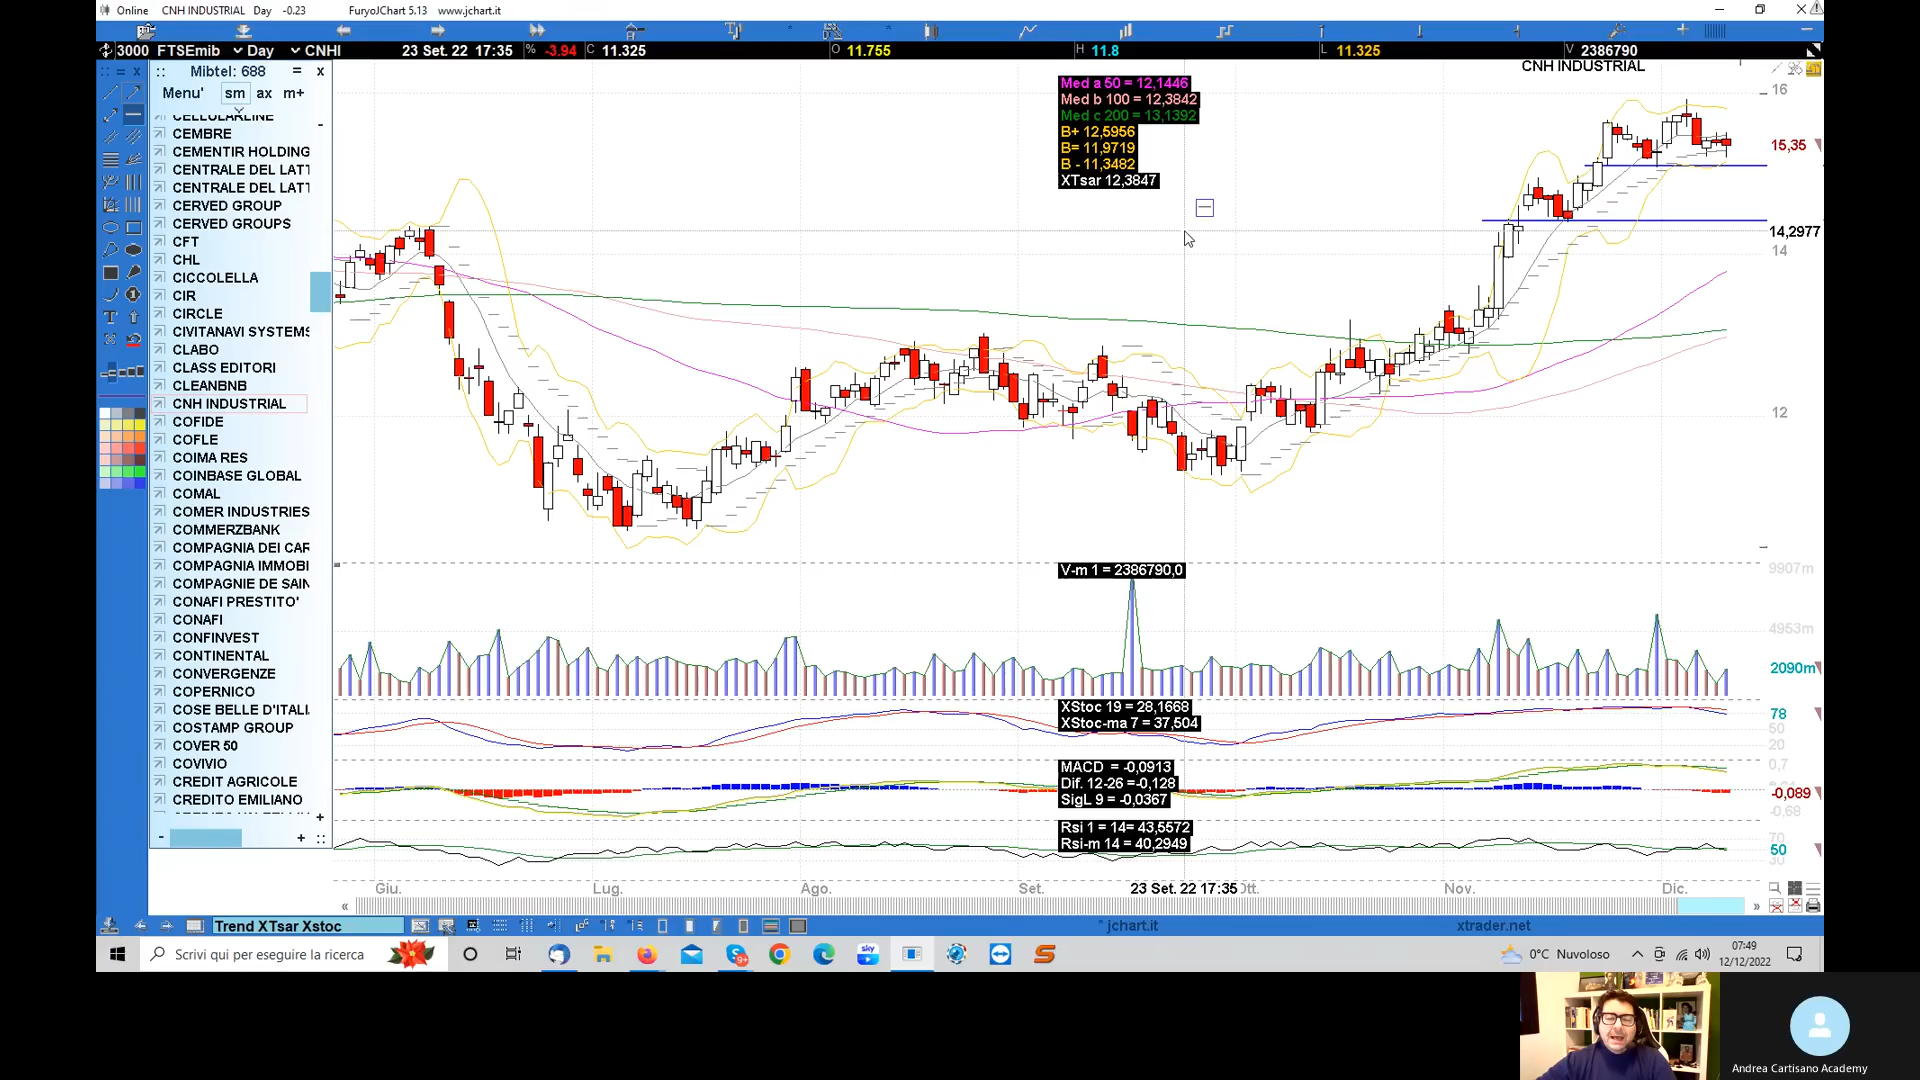 Online CNH INDUSTRIAL Day -0.23 FuryoJChart 5.13 www.jchart.it
3000 FTSEmib Day CNHI 23 Set. 22 17:35 % -3.94 C 11.325 O 11.755 H 11.8 L 11.325 V 2386790
CNH INDUSTRIAL
Mibtel: 688 = x
Menu' sm ax m+
CELLULARLINE
CEMBRE
CEMENTIR HOLDING
CENTRALE DEL LATT
CENTRALE DEL LATT
CERVED GROUP
CERVED GROUPS
CFT
CHL
CICCOLELLA
CIR
CIRCLE
CIVITANAVI SYSTEMS
CLABO
CLASS EDITORI
CLEANBNB
CNH INDUSTRIAL
COFIDE
COFLE
COIMA RES
COINBASE GLOBAL
COMAL
COMER INDUSTRIES
COMMERZBANK
COMPAGNIA DEI CAR
COMPAGNIA IMMOBI
COMPAGNIE DE SAIN
CONAFI PRESTITO'
CONAFI
CONFINVEST
CONTINENTAL
CONVERGENZE
COPERNICO
COSE BELLE D'ITALI
COSTAMP GROUP
COVER 50
COVIVIO
CREDIT AGRICOLE
CREDITO EMILIANO
Med a 50 = 12,1446
Med b 100 = 12,3842
Med c 200 = 13,1392
B+ 12,5956
B= 11,9719
B - 11,3482
XTsar 12,3847
16
15,35
14,2977
14
12
V-m 1 = 2386790,0
9907m
4953m
2090m
XStoc 19 = 28,1668
XStoc-ma 7 = 37,504
78
50
20
MACD = -0,0913
Dif. 12-26 =-0,128
SigL 9 = -0,0367
0,7
-0,089
-0,68
Rsi 1 = 14= 43,5572
Rsi-m 14 = 40,2949
70
50
30
Giu. Lug. Ago. Set. 23 Set. 22 17:35 Ott. Nov. Dic.
Trend XTsar Xstoc
* jchart.it
xtrader.net
Scrivi qui per eseguire la ricerca
sky
0°C Nuvoloso
07:49
12/12/2022
Andrea Cartisano Academy